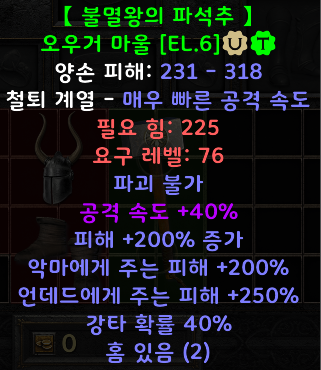 【 불멸왕의 파석추 】
오우거 마울 [EL.6] U T
양손 피해: 231 - 318
철퇴 계열 - 매우 빠른 공격 속도
필요 힘: 225
요구 레벨: 76
파괴 불가
공격 속도 +40%
피해 +200% 증가
악마에게 주는 피해 +200%
언데드에게 주는 피해 +250%
강타 확률 40%
홈 있음 (2)
0